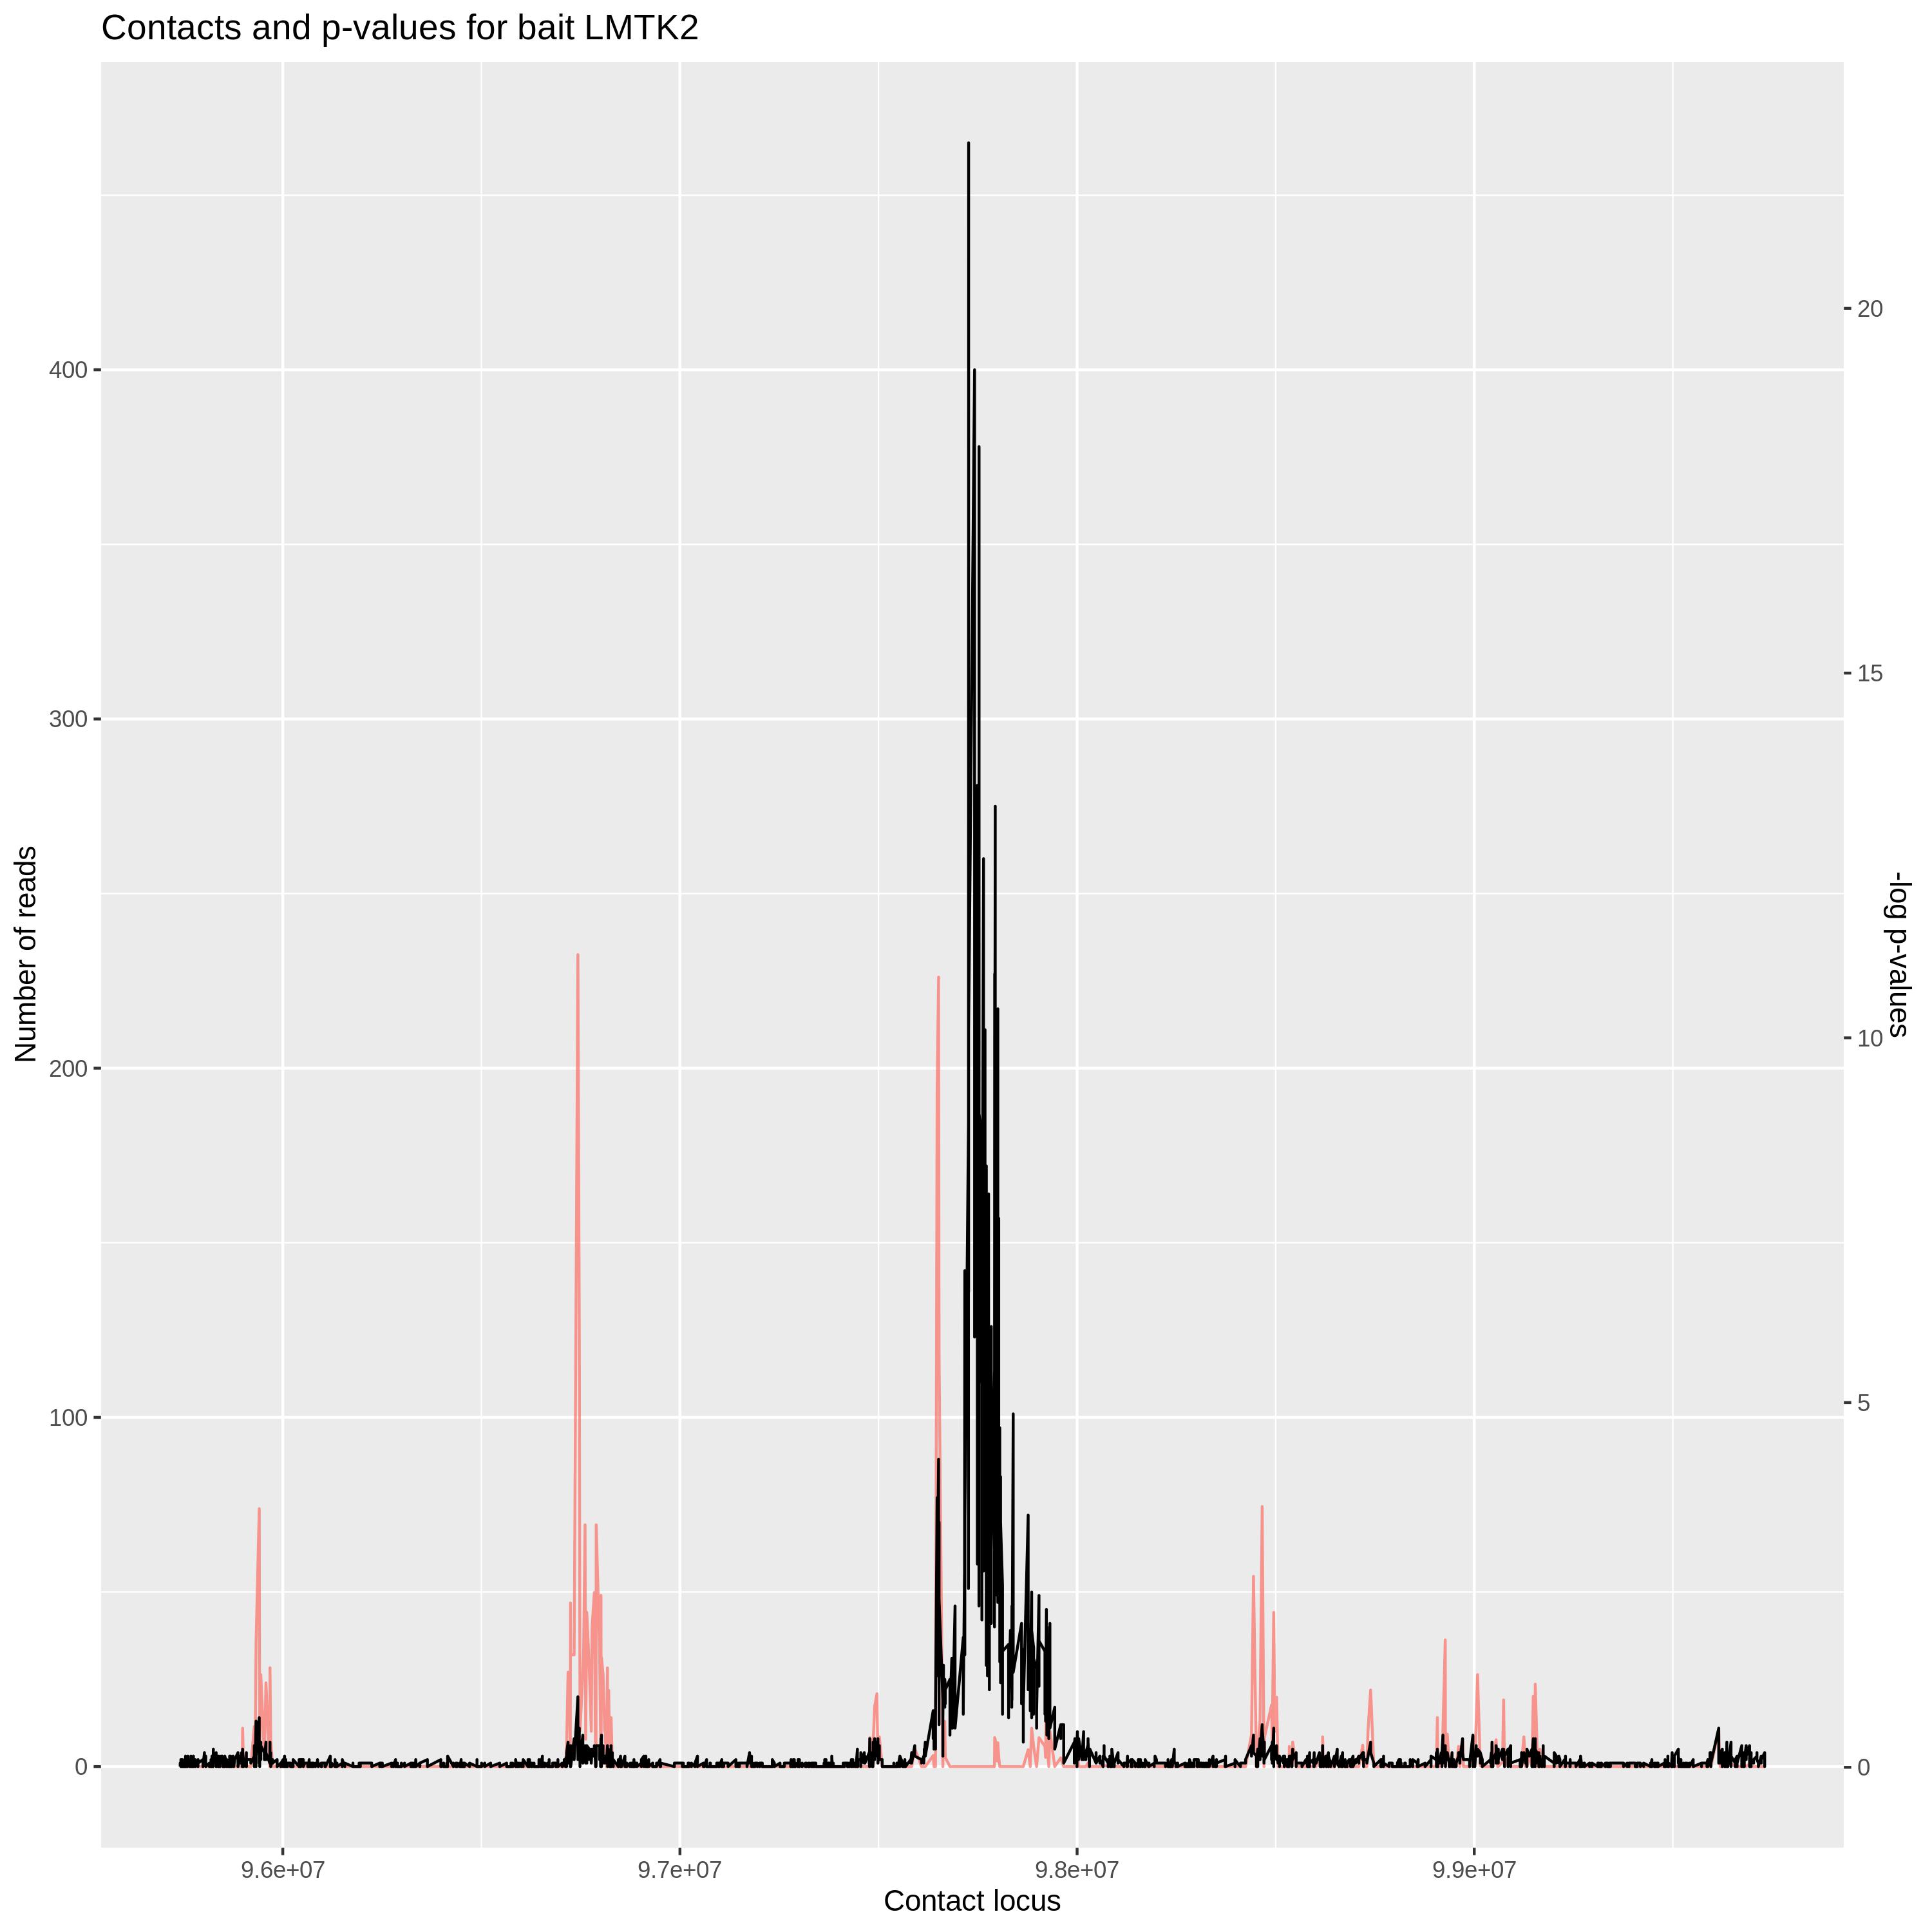 Contacts and p-values for bait LMTK2
Number of reads
400
300
200
100
0
20
15
10
5
0
-log p-values
9.6e+07
9.7e+07
9.8e+07
9.9e+07
Contact locus